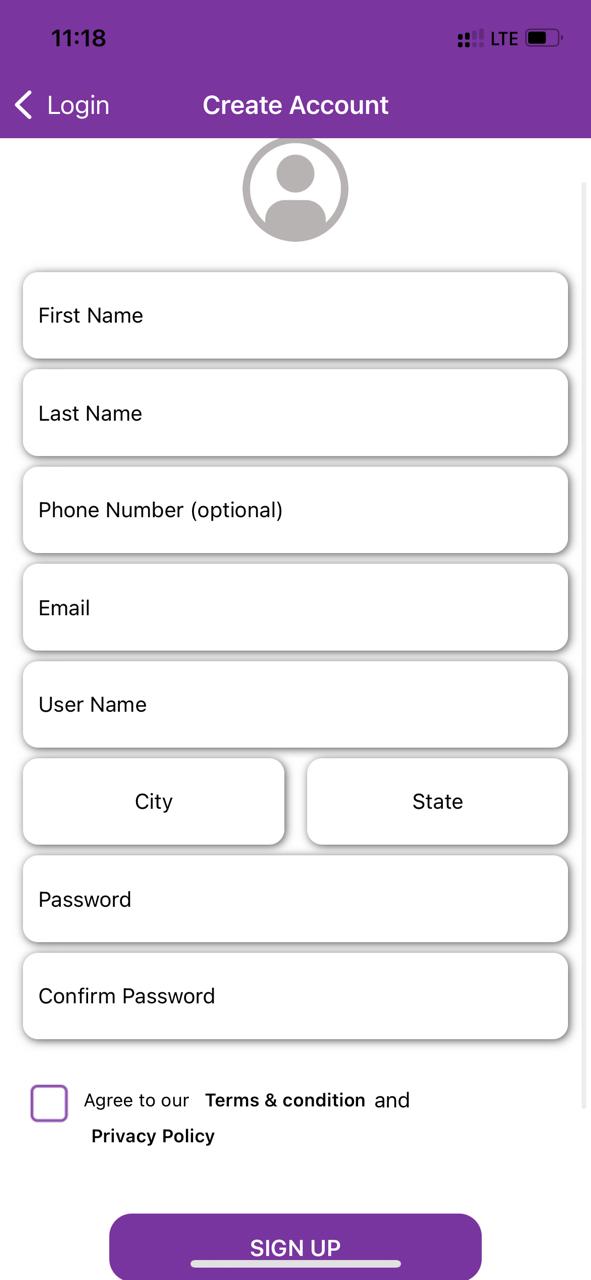 11:18 LTE
Login Create Account
First Name
Last Name
Phone Number (optional)
Email
User Name
City State
Password
Confirm Password
Agree to our Terms & condition and
Privacy Policy
SIGN UP